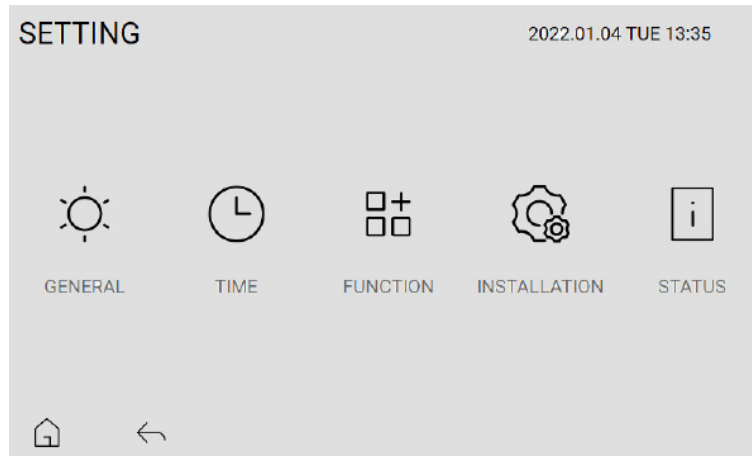 SETTING
2022.01.04 TUE 13:35
i
GENERAL
TIME
FUNCTION
INSTALLATION
STATUS